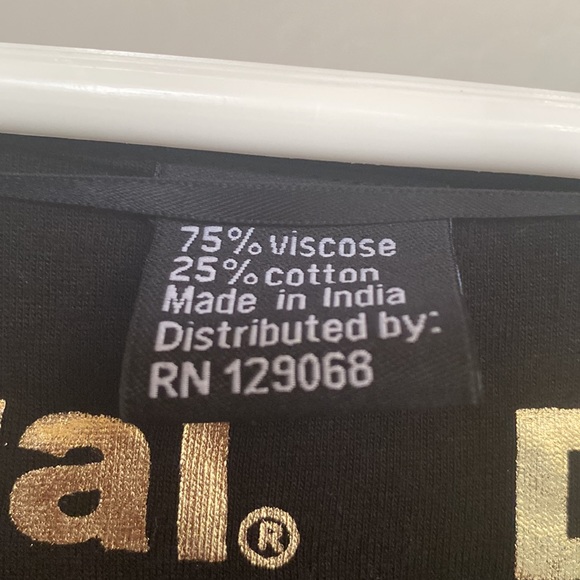 75% viscose
25% cotton
Made in India
Distributed by:
RN 129068
al®